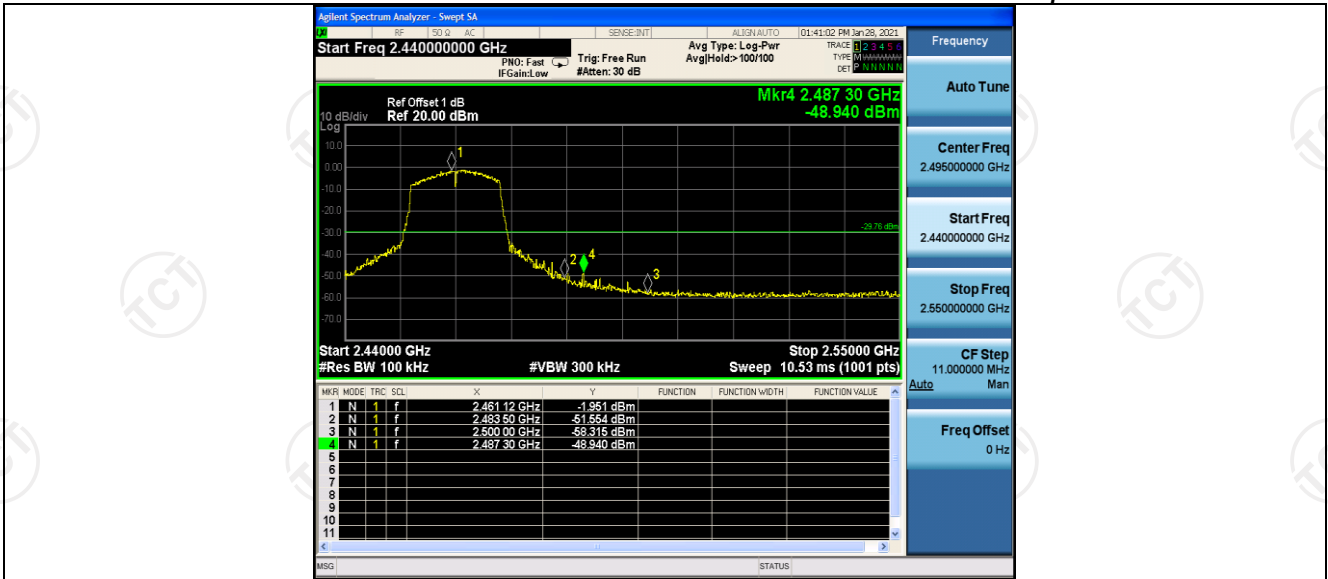 Agilent Spectrum Analyzer - Swept SA
RF 50 Ω AC SENSE:INT ALIGN AUTO 01:41:02 PM Jan 28, 2021
Start Freq 2.440000000 GHz
PNO: Fast
IFGain:Low
Trig: Free Run
#Atten: 30 dB
Avg Type: Log-Pwr
Avg|Hold:> 100/100
TRACE 1 2 3 4 5 6
TYPE M
DET P N N N N N
Frequency
Mkr4 2.487 30 GHz
-48.940 dBm
Ref Offset 1 dB
10 dB/div Ref 20.00 dBm
Log
10.0
0.00
-10.0
-20.0
-30.0
-40.0
-50.0
-60.0
-70.0
1
2
4
3
-29.76 dBm
Start 2.44000 GHz Stop 2.55000 GHz
#Res BW 100 kHz #VBW 300 kHz Sweep 10.53 ms (1001 pts)
MKR MODE TRC SCL X Y FUNCTION FUNCTION WIDTH FUNCTION VALUE
1 N 1 f 2.461 12 GHz -1.951 dBm
2 N 1 f 2.483 50 GHz -51.554 dBm
3 N 1 f 2.500 00 GHz -58.315 dBm
4 N 1 f 2.487 30 GHz -48.940 dBm
5
6
7
8
9
10
11
MSG STATUS
Auto Tune
Center Freq
2.495000000 GHz
Start Freq
2.440000000 GHz
Stop Freq
2.550000000 GHz
CF Step
11.000000 MHz
Auto Man
Freq Offset
0 Hz
TCT
TCT